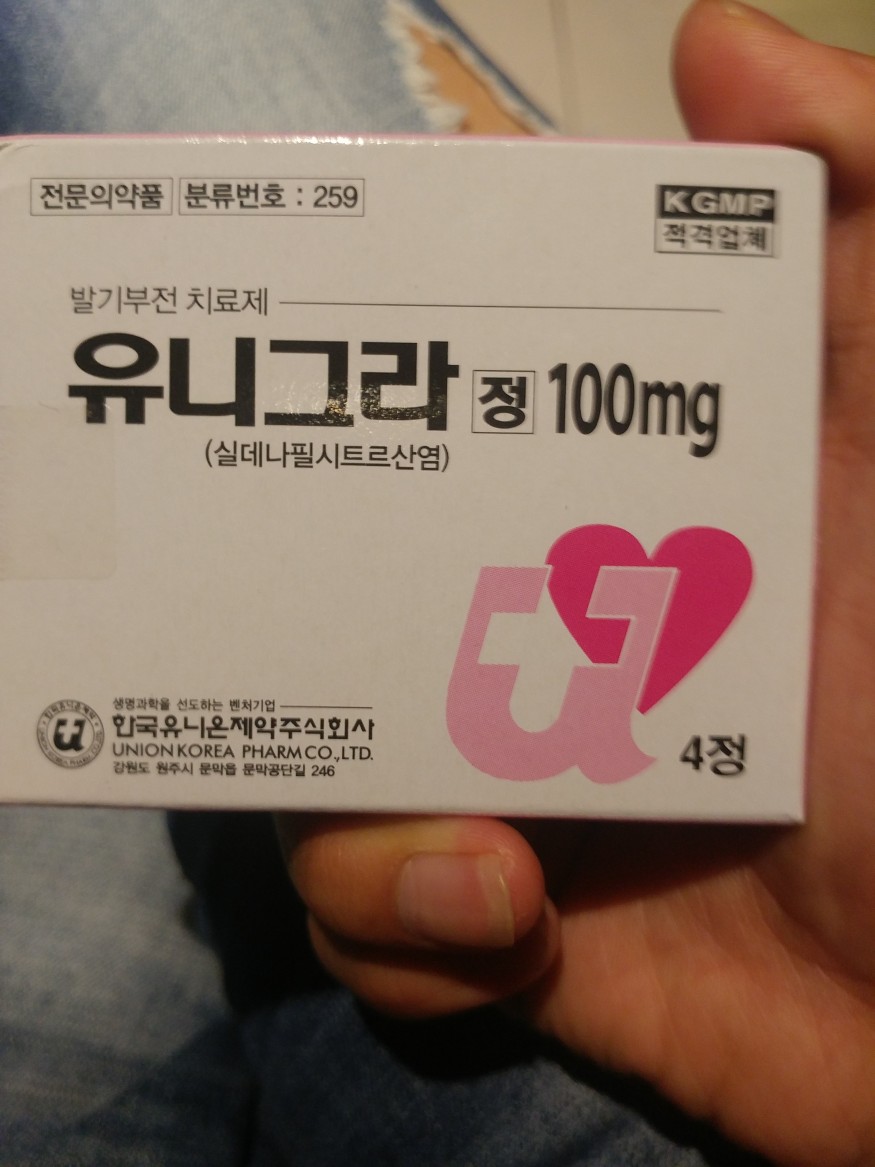 전문의약품 분류번호 : 259
KGMP
적격업체
발기부전 치료제
유니그라 정 100mg
(실데나필시트르산염)
생명과학을 선도하는 벤처기업
한국유니온제약주식회사
UNION KOREA PHARM CO.,LTD.
강원도 원주시 문막읍 문막공단길 246
4정